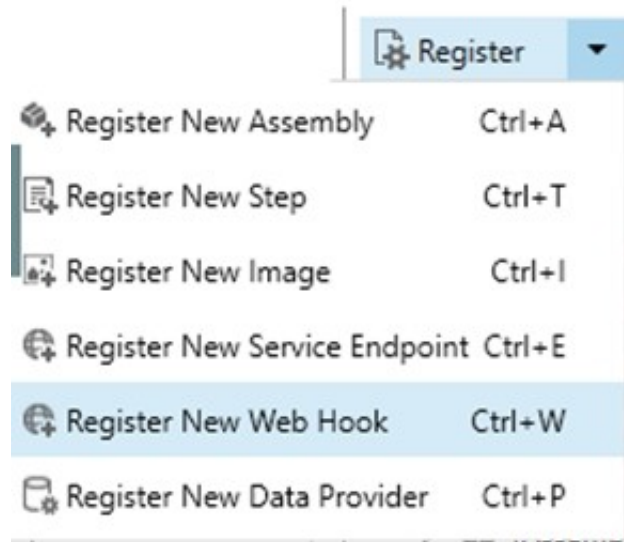 Register
Register New Assembly Ctrl+A
Register New Step Ctrl+T
Register New Image Ctrl+I
Register New Service Endpoint Ctrl+E
Register New Web Hook Ctrl+W
Register New Data Provider Ctrl+P